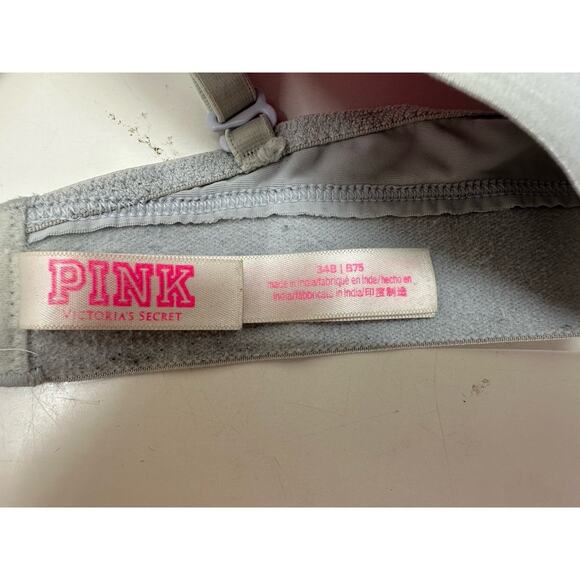 PINK
VICTORIA'S SECRET
34B | B75
made in India/fabriqué en Inde/hecho en
India/fabbricato in India/印度制造